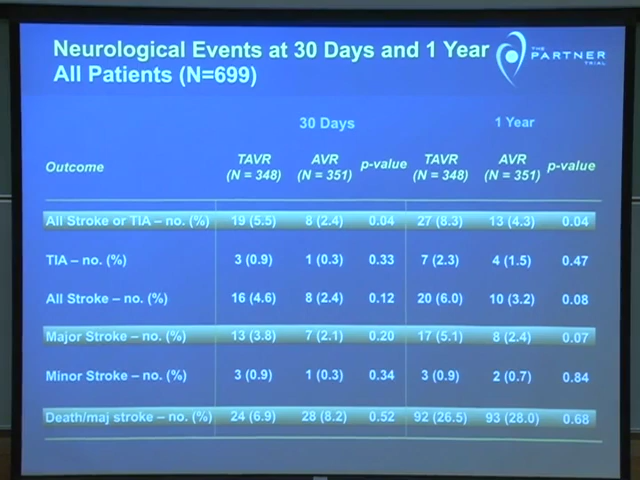 Neurological Events at 30 Days and 1 Year
All Patients (N=699)
THE
PARTNER
TRIAL
30 Days 1 Year
Outcome TAVR (N = 348) AVR (N = 351) p-value TAVR (N = 348) AVR (N = 351) p-value
All Stroke or TIA – no. (%) 19 (5.5) 8 (2.4) 0.04 27 (8.3) 13 (4.3) 0.04
TIA – no. (%) 3 (0.9) 1 (0.3) 0.33 7 (2.3) 4 (1.5) 0.47
All Stroke – no. (%) 16 (4.6) 8 (2.4) 0.12 20 (6.0) 10 (3.2) 0.08
Major Stroke – no. (%) 13 (3.8) 7 (2.1) 0.20 17 (5.1) 8 (2.4) 0.07
Minor Stroke – no. (%) 3 (0.9) 1 (0.3) 0.34 3 (0.9) 2 (0.7) 0.84
Death/maj stroke – no. (%) 24 (6.9) 28 (8.2) 0.52 92 (26.5) 93 (28.0) 0.68